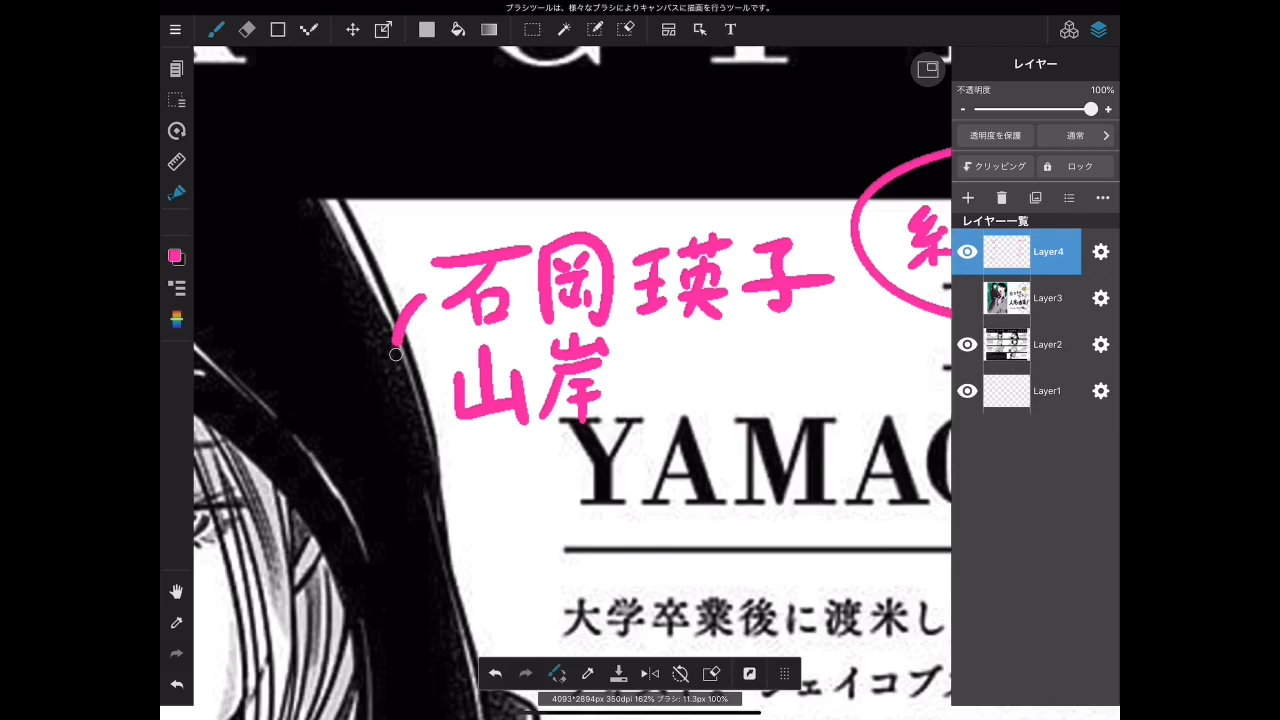 ブラシツールは、様々なブラシによりキャンバスに描画を行うツールです。
T
レイヤー
不透明度 100%
- +
透明度を保護 通常
クリッピング ロック
レイヤー一覧
Layer4
Layer3
Layer2
Layer1
石岡瑛子
山岸
YAMA
大学卒業後に渡米し
ェイコブ
4093*2894px 350dpi 162% ブラシ: 11.3px 100%